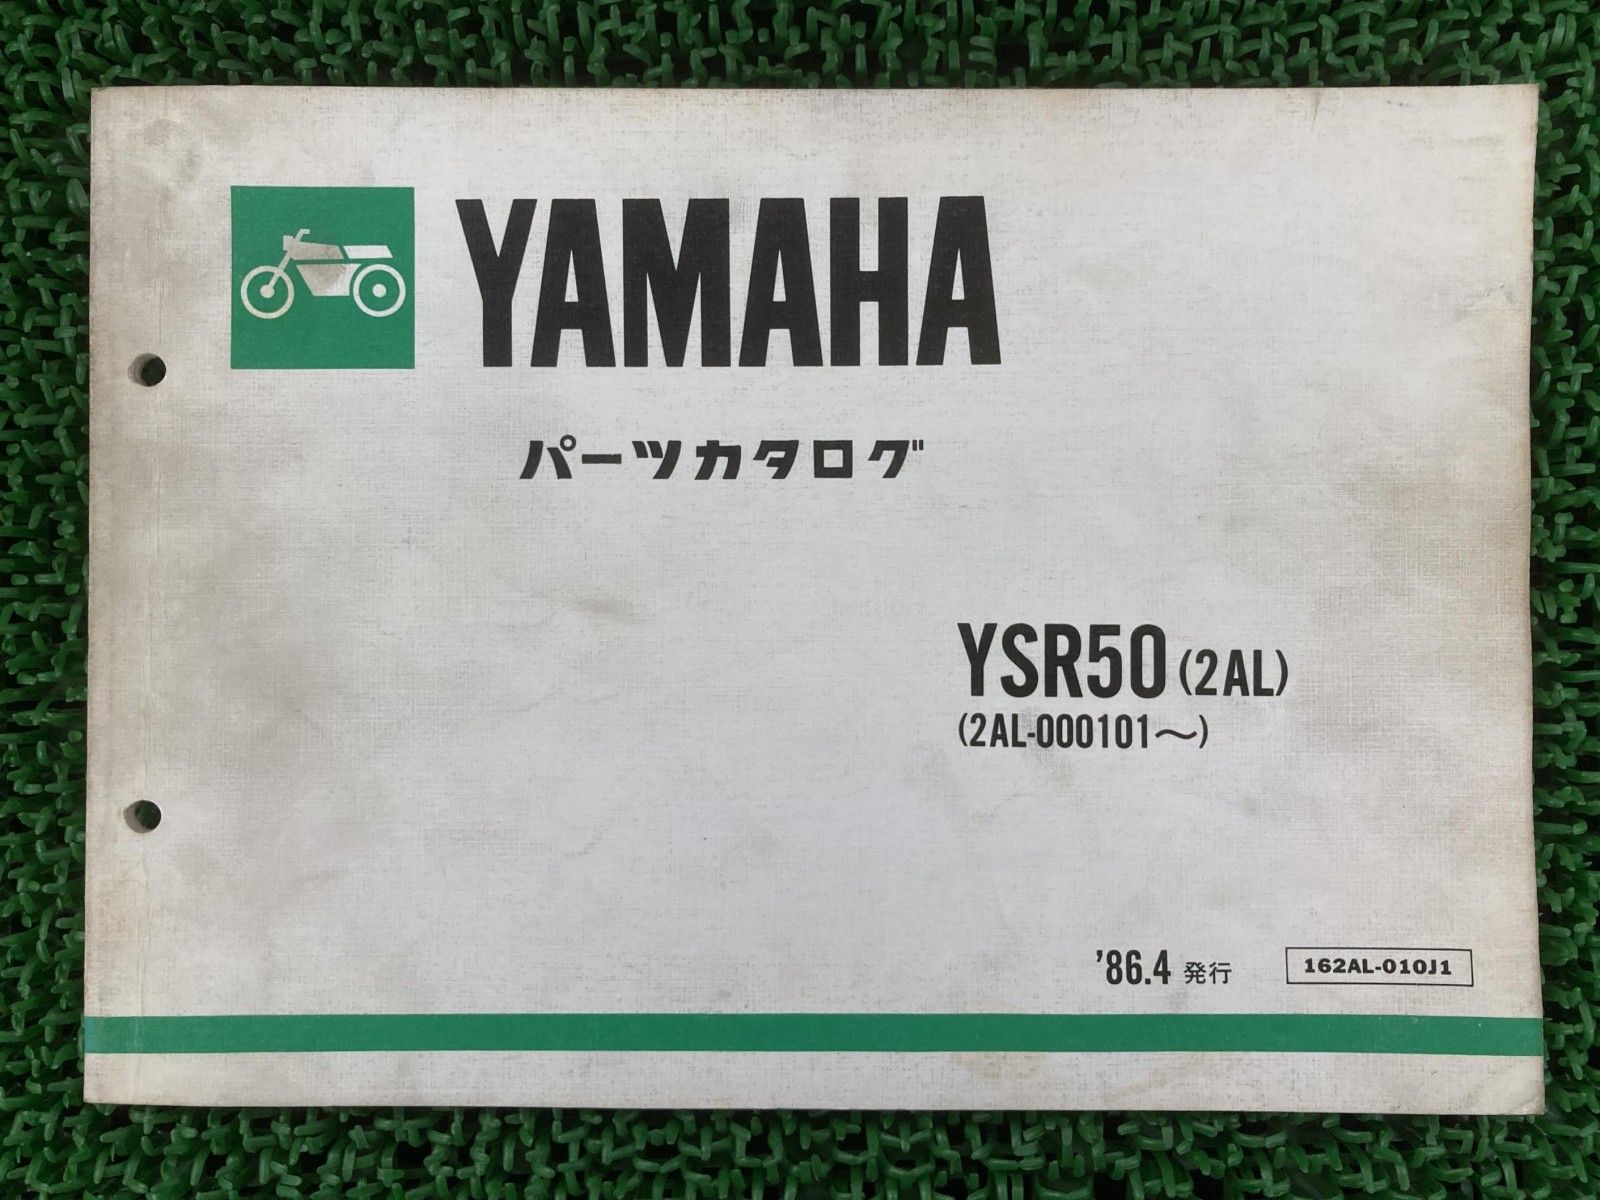 YAMAHA
パーツカタログ
YSR50 (2AL)
(2AL-000101～)
'86.4 発行
162AL-010J1